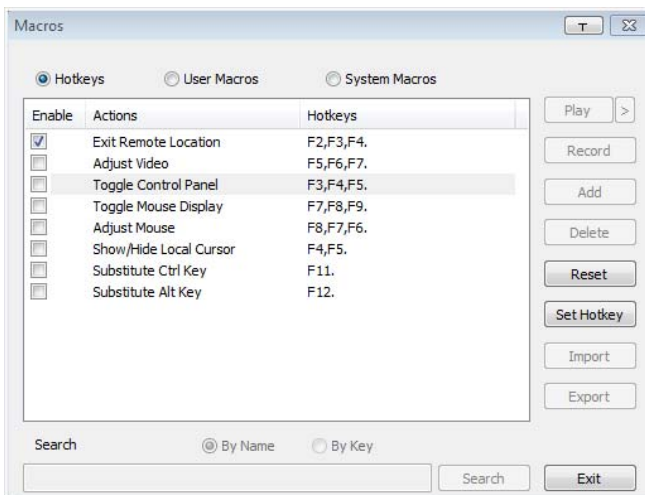 Macros
T
Hotkeys User Macros System Macros
Enable Actions Hotkeys
Exit Remote Location F2,F3,F4.
Adjust Video F5,F6,F7.
Toggle Control Panel F3,F4,F5.
Toggle Mouse Display F7,F8,F9.
Adjust Mouse F8,F7,F6.
Show/Hide Local Cursor F4,F5.
Substitute Ctrl Key F11.
Substitute Alt Key F12.
Play >
Record
Add
Delete
Reset
Set Hotkey
Import
Export
Search By Name By Key
Search Exit